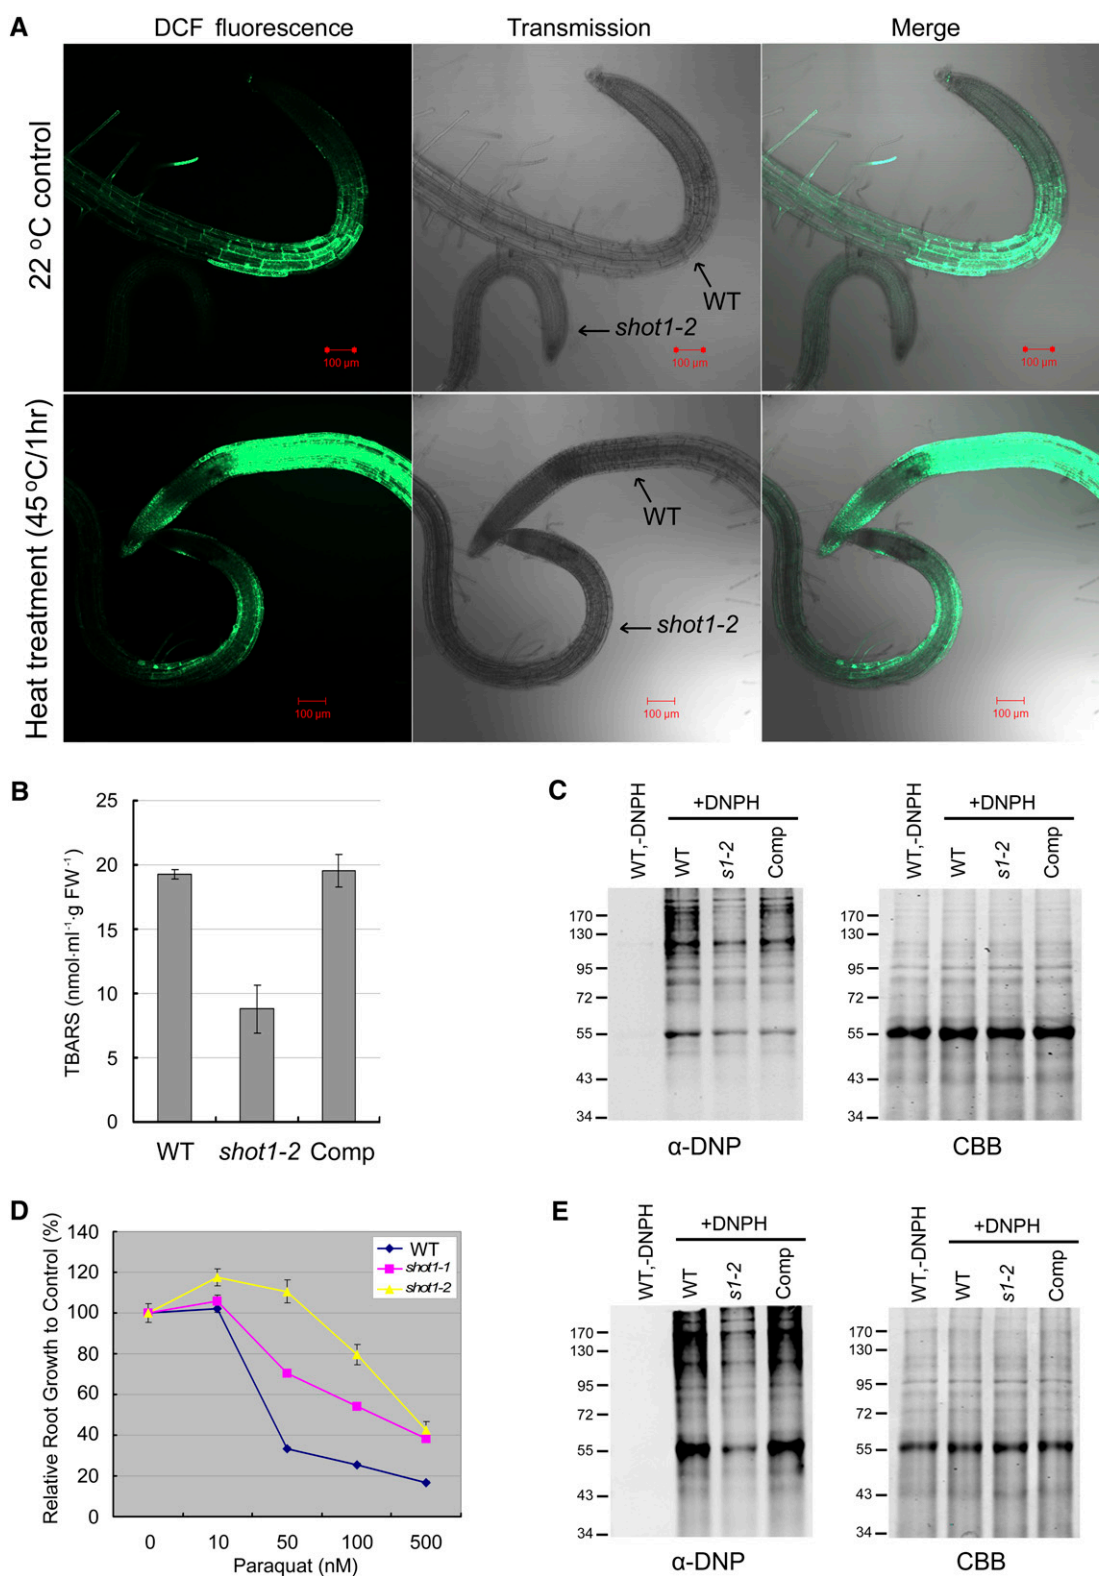 A
DCF fluorescence
Transmission
Merge
22 °C control
100 µm
WT
shot1-2
100 µm
100 µm
Heat treatment (45°C/1hr)
100 µm
WT
shot1-2
100 µm
100 µm
B
TBARS (nmol·ml⁻¹·g FW⁻¹)
25
20
15
10
5
0
WT
shot1-2
Comp
C
WT,-DNPH
+DNPH
WT
s1-2
Comp
170
130
95
72
55
43
34
α-DNP
WT,-DNPH
+DNPH
WT
s1-2
Comp
170
130
95
72
55
43
34
CBB
D
Relative Root Growth to Control (%)
140
120
100
80
60
40
20
0
WT
shot1-1
shot1-2
0
10
50
100
500
Paraquat (nM)
E
WT,-DNPH
+DNPH
WT
s1-2
Comp
170
130
95
72
55
43
34
α-DNP
WT,-DNPH
+DNPH
WT
s1-2
Comp
170
130
95
72
55
43
34
CBB